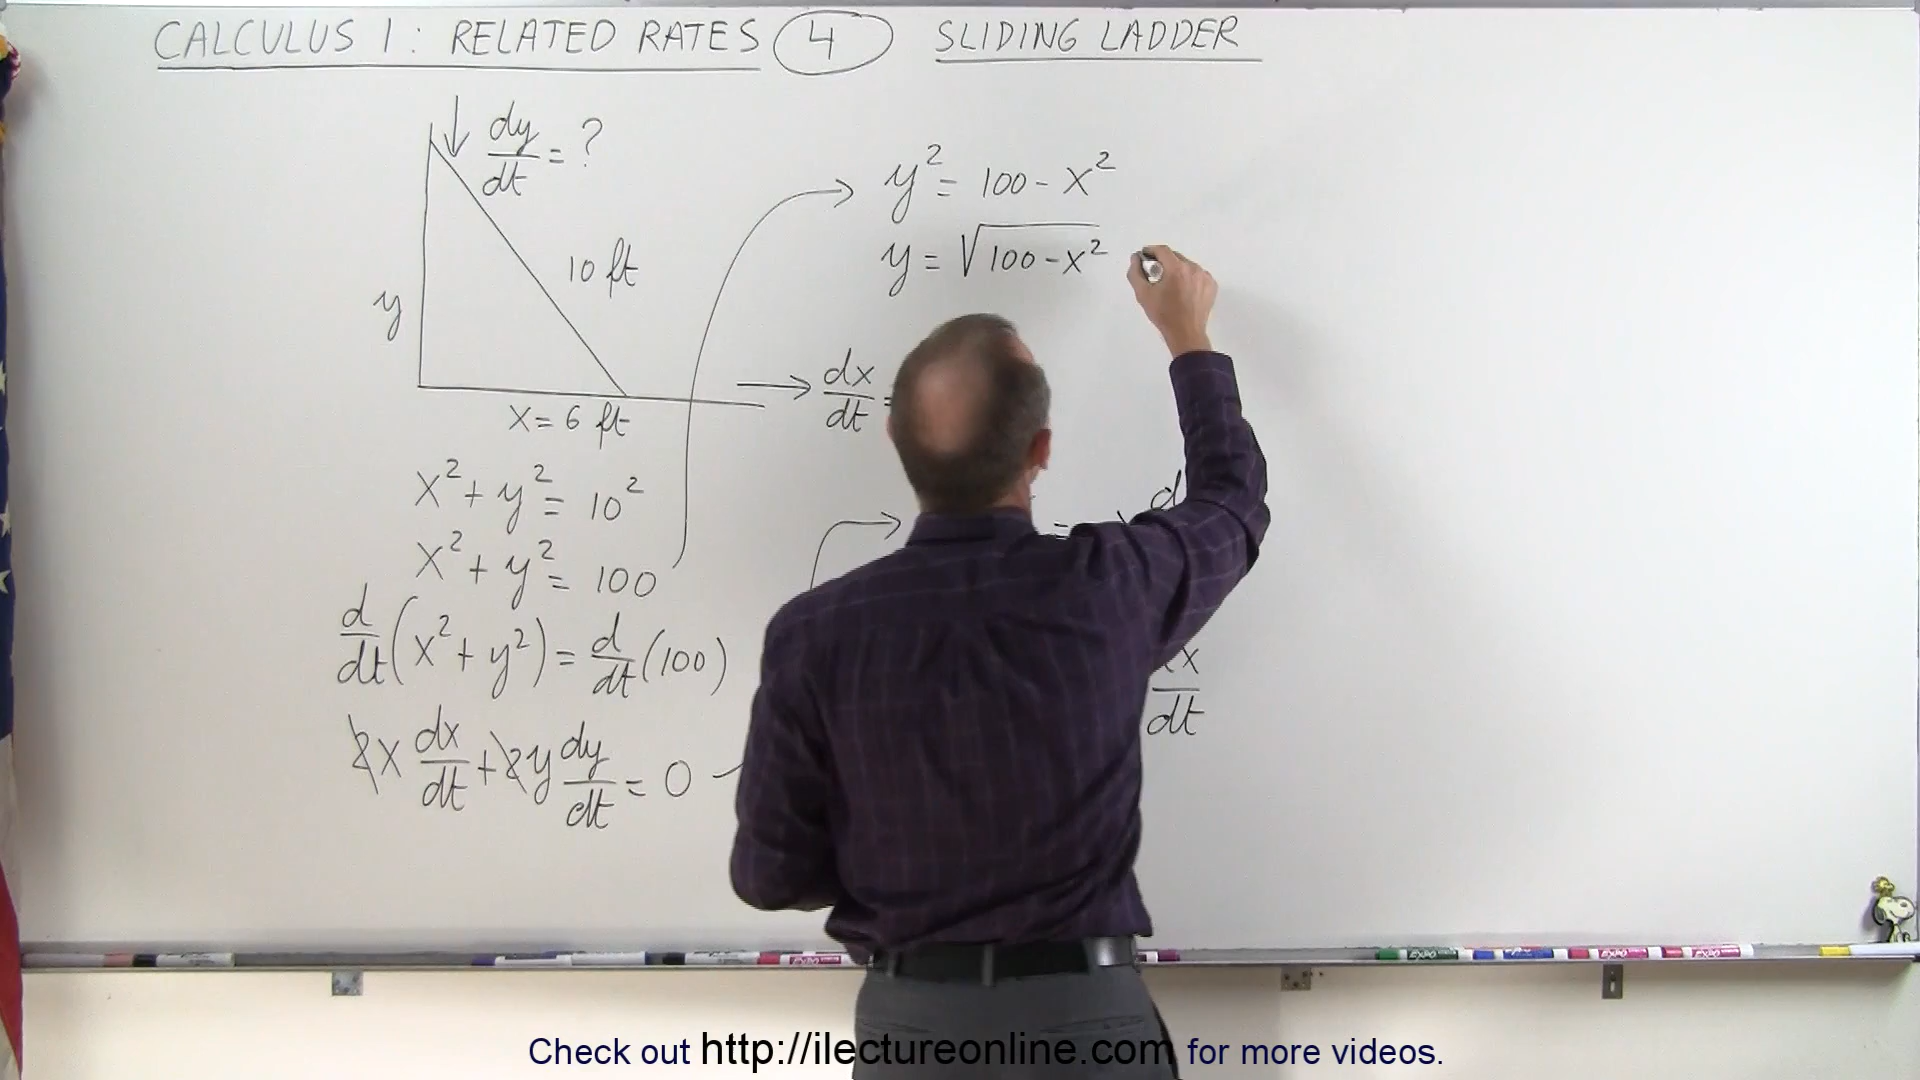 CALCULUS 1: RELATED RATES 4 SLIDING LADDER
dy/dt = ?
10 ft
y
x = 6 ft
dx/dt =
x² + y² = 10²
x² + y² = 100
d/dt (x² + y²) = d/dt (100)
2x dx/dt + 2y dy/dt = 0
y² = 100 - x²
y = √(100 - x²)
=
dt
Check out http://ilectureonline.com for more videos.